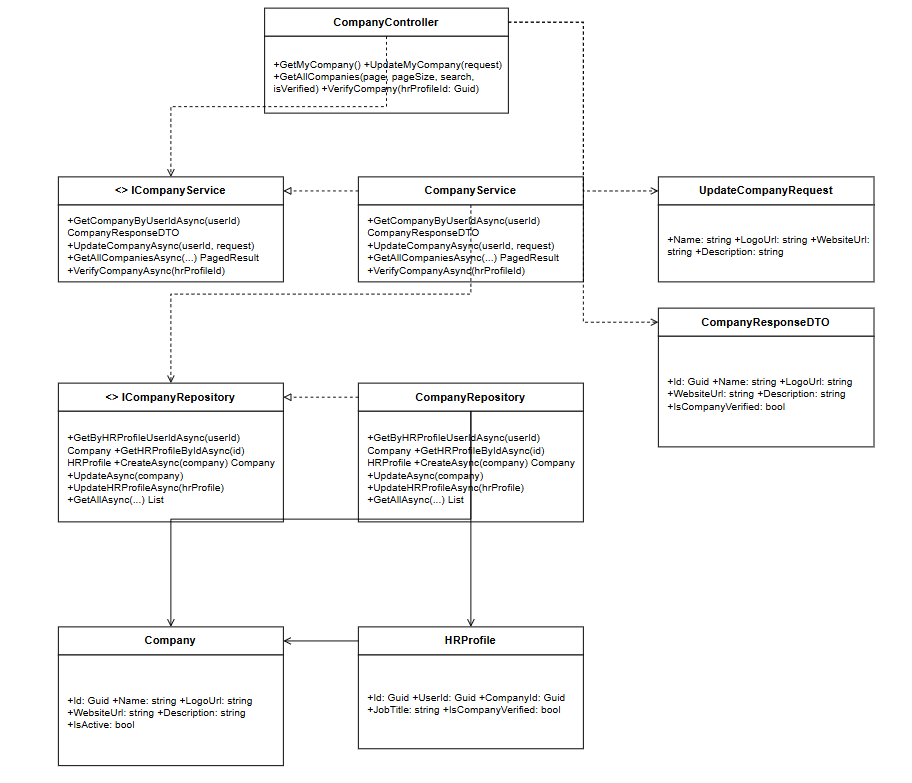 CompanyController
+GetMyCompany() +UpdateMyCompany(request)
+GetAllCompanies(page, pageSize, search,
isVerified) +VerifyCompany(hrProfileId: Guid)
<> ICompanyService
+GetCompanyByUserIdAsync(userId)
CompanyResponseDTO
+UpdateCompanyAsync(userId, request)
+GetAllCompaniesAsync(...) PagedResult
+VerifyCompanyAsync(hrProfileId)
CompanyService
+GetCompanyByUserIdAsync(userId)
CompanyResponseDTO
+UpdateCompanyAsync(userId, request)
+GetAllCompaniesAsync(...) PagedResult
+VerifyCompanyAsync(hrProfileId)
UpdateCompanyRequest
+Name: string +LogoUrl: string +WebsiteUrl:
string +Description: string
CompanyResponseDTO
+Id: Guid +Name: string +LogoUrl: string
+WebsiteUrl: string +Description: string
+IsCompanyVerified: bool
<> ICompanyRepository
+GetByHRProfileUserIdAsync(userId)
Company +GetHRProfileByIdAsync(id)
HRProfile +CreateAsync(company) Company
+UpdateAsync(company)
+UpdateHRProfileAsync(hrProfile)
+GetAllAsync(...) List
CompanyRepository
+GetByHRProfileUserIdAsync(userId)
Company +GetHRProfileByIdAsync(id)
HRProfile +CreateAsync(company) Company
+UpdateAsync(company)
+UpdateHRProfileAsync(hrProfile)
+GetAllAsync(...) List
Company
+Id: Guid +Name: string +LogoUrl: string
+WebsiteUrl: string +Description: string
+IsActive: bool
HRProfile
+Id: Guid +UserId: Guid +CompanyId: Guid
+JobTitle: string +IsCompanyVerified: bool